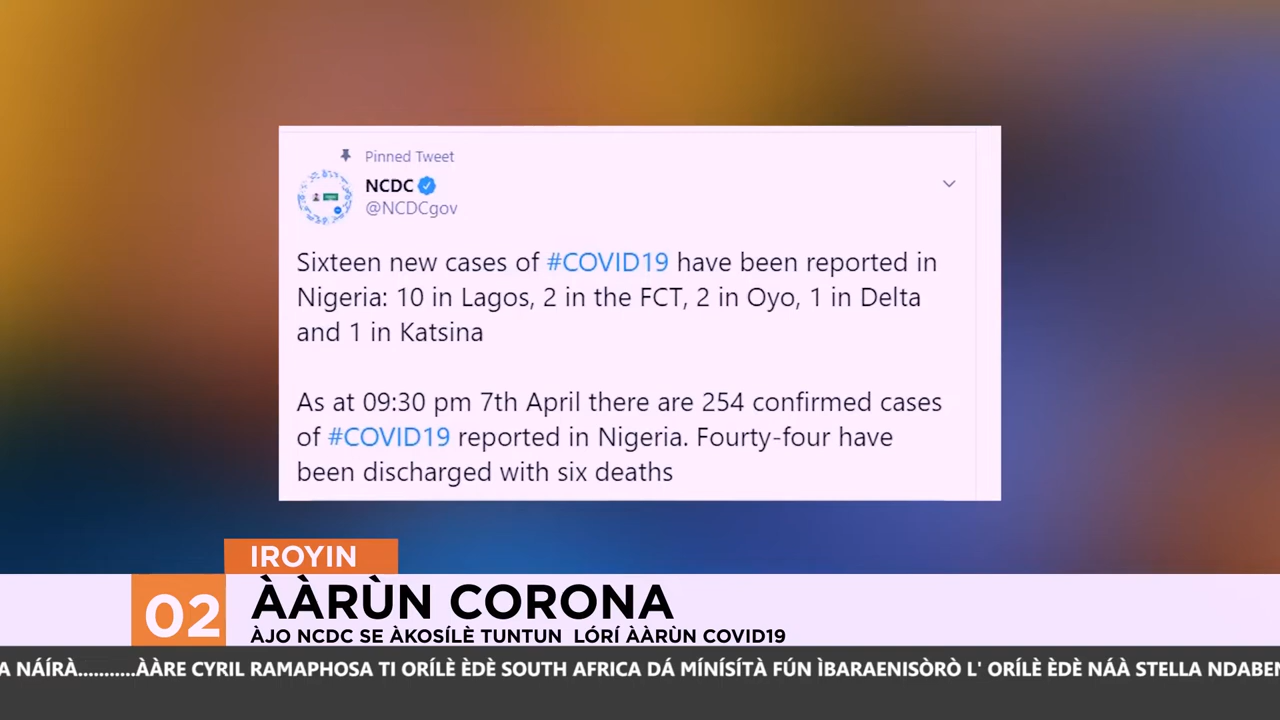 Pinned Tweet
NCDC
@NCDCgov
Sixteen new cases of #COVID19 have been reported in
Nigeria: 10 in Lagos, 2 in the FCT, 2 in Oyo, 1 in Delta
and 1 in Katsina
As at 09:30 pm 7th April there are 254 confirmed cases
of #COVID19 reported in Nigeria. Fourty-four have
been discharged with six deaths
IROYIN
02
ÀÀRÙN CORONA
ÀJO NCDC SE ÀKOSÍLÈ TUNTUN LÓRÍ ÀÀRÙN COVID19
A NÁÍRÀ..........ÀÀRE CYRIL RAMAPHOSA TI ORÍLÈ ÈDÈ SOUTH AFRICA DÁ MÍNÍSÍTÀ FÚN ÌBARAENISÒRÒ L' ORÍLÈ ÈDÈ NÁÀ STELLA NDABEN